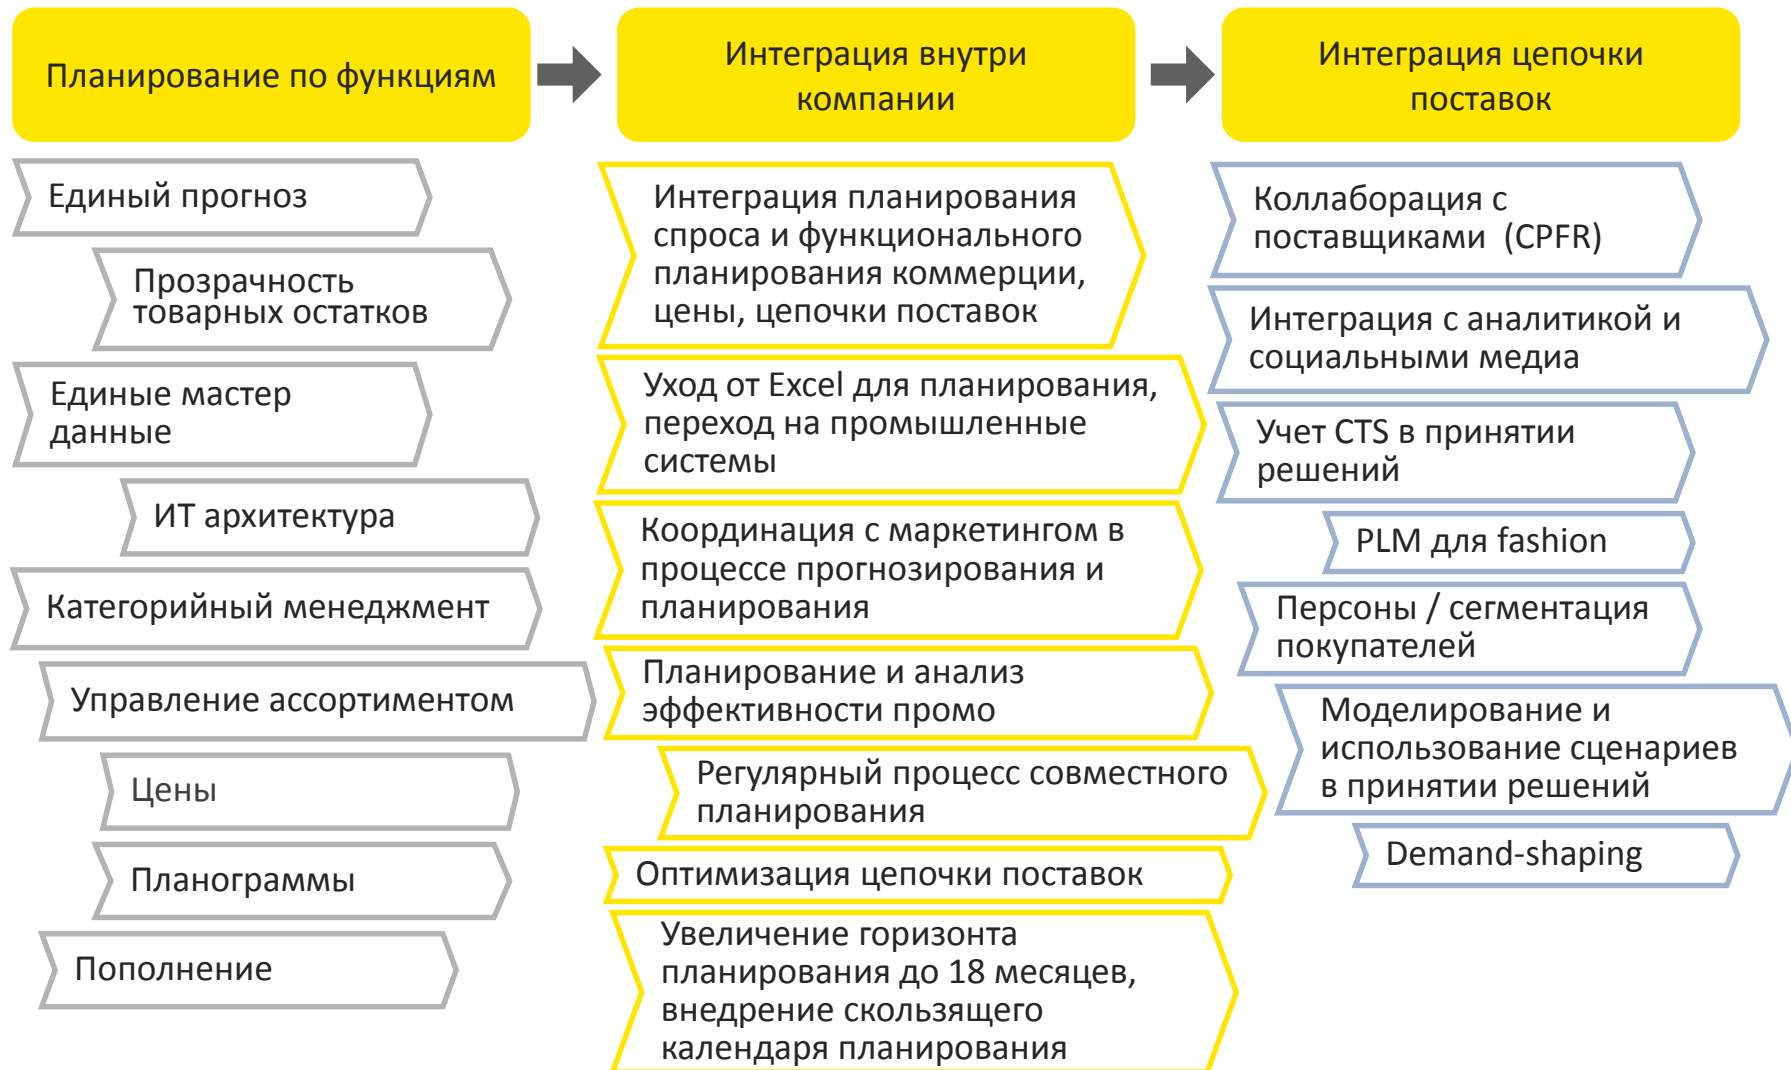 Планирование по функциям
Интеграция внутри
компании
Интеграция цепочки
поставок
Единый прогноз
Прозрачность
товарных остатков
Единые мастер
данные
ИТ архитектура
Категорийный менеджмент
Управление ассортиментом
Цены
Планограммы
Пополнение
Интеграция планирования
спроса и функционального
планирования коммерции,
цены, цепочки поставок
Уход от Excel для планирования,
переход на промышленные
системы
Координация с маркетингом в
процессе прогнозирования и
планирования
Планирование и анализ
эффективности промо
Регулярный процесс совместного
планирования
Оптимизация цепочки поставок
Увеличение горизонта
планирования до 18 месяцев,
внедрение скользящего
календаря планирования
Коллаборация с
поставщиками (CPFR)
Интеграция с аналитикой и
социальными медиа
Учет CTS в принятии
решений
PLM для fashion
Персоны / сегментация
покупателей
Моделирование и
использование сценариев
в принятии решений
Demand-shaping